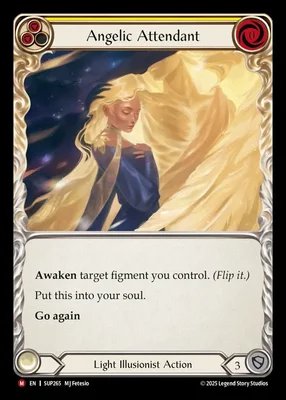 Angelic Attendant
Awaken target figment you control. (Flip it.)
Put this into your soul.
Go again
Light Illusionist Action
3
M EN | SUP265 MJ Fetesio
©2025 Legend Story Studios